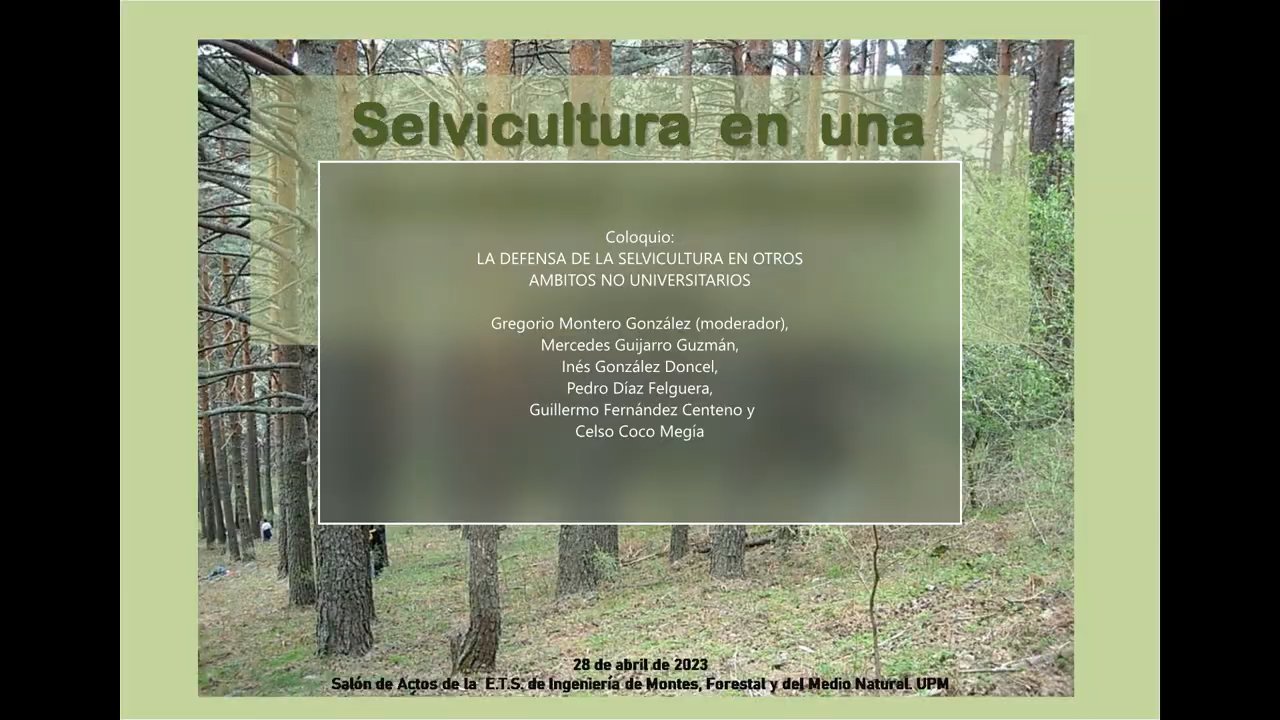 Selvicultura en una
Coloquio:
LA DEFENSA DE LA SELVICULTURA EN OTROS
AMBITOS NO UNIVERSITARIOS
Gregorio Montero González (moderador),
Mercedes Guijarro Guzmán,
Inés González Doncel,
Pedro Díaz Felguera,
Guillermo Fernández Centeno y
Celso Coco Megía
28 de abril de 2023
Salón de Actos de la E.T.S. de Ingeniería de Montes, Forestal y del Medio Natural. UPM